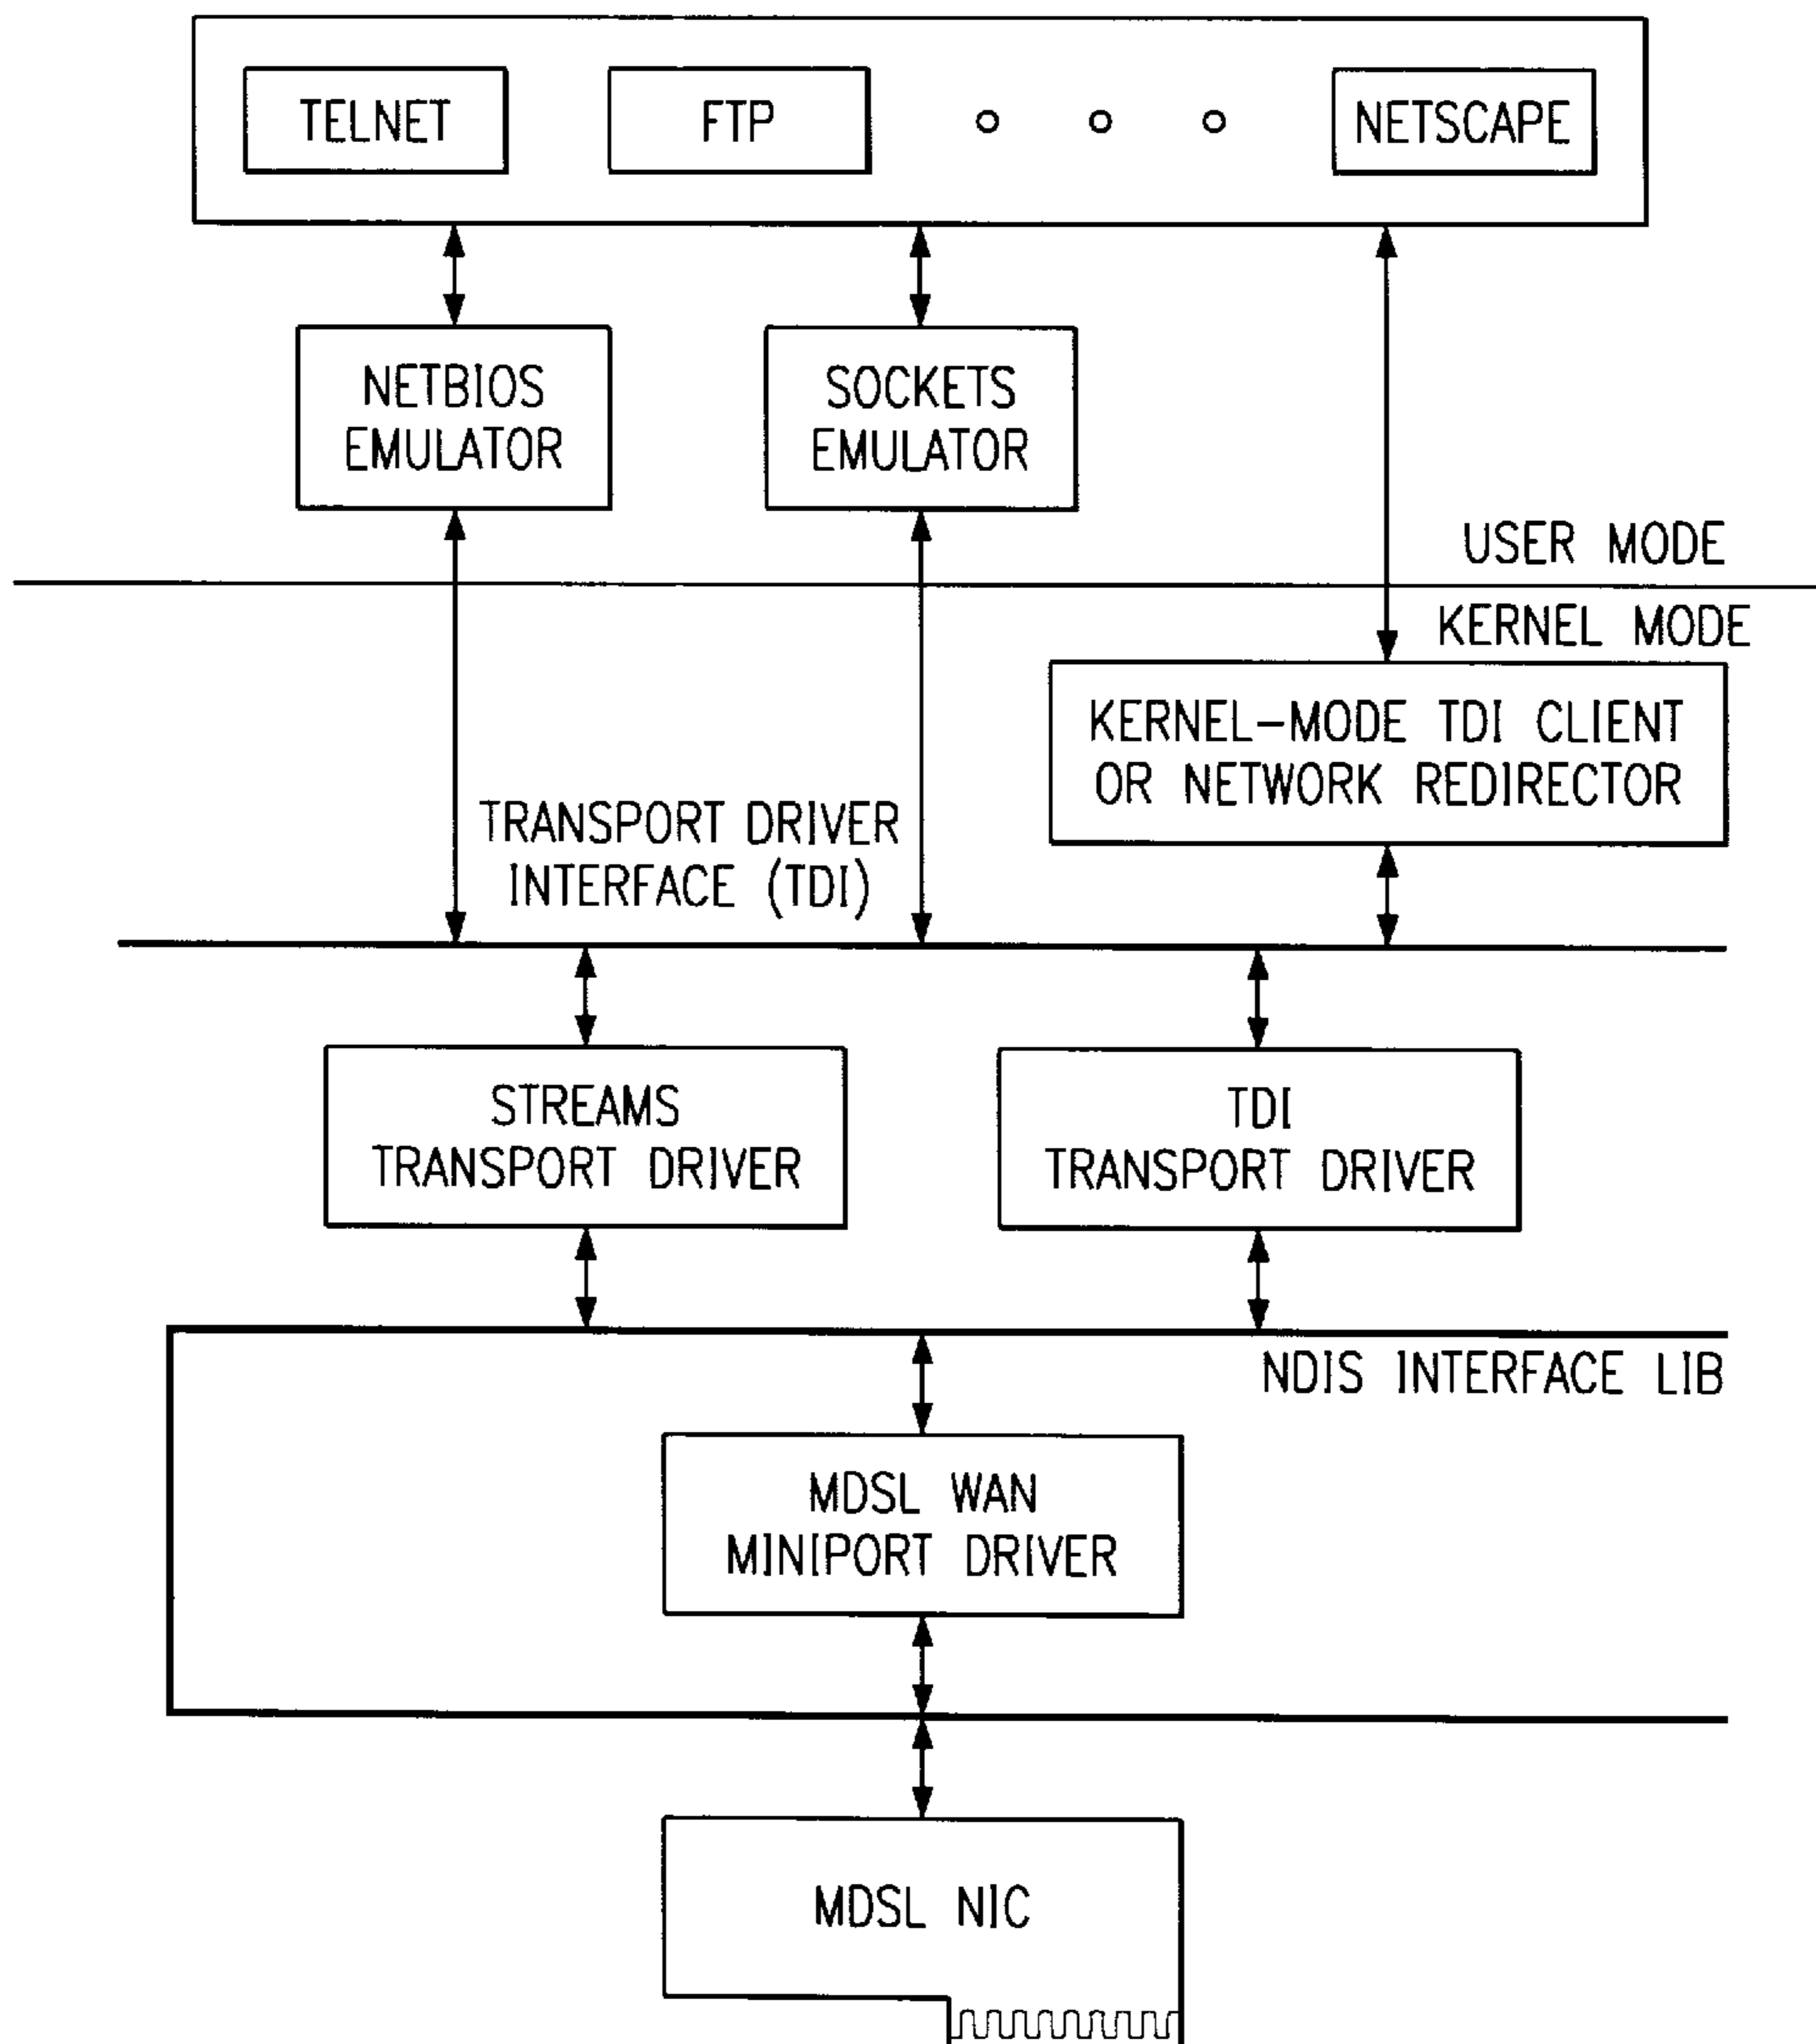 TELNET
FTP
NETSCAPE
NETBIOS
EMULATOR
SOCKETS
EMULATOR
USER MODE
KERNEL MODE
KERNEL-MODE TDI CLIENT
OR NETWORK REDIRECTOR
TRANSPORT DRIVER
INTERFACE (TDI)
STREAMS
TRANSPORT DRIVER
TDI
TRANSPORT DRIVER
NDIS INTERFACE LIB
MDSL WAN
MINIPORT DRIVER
MDSL NIC